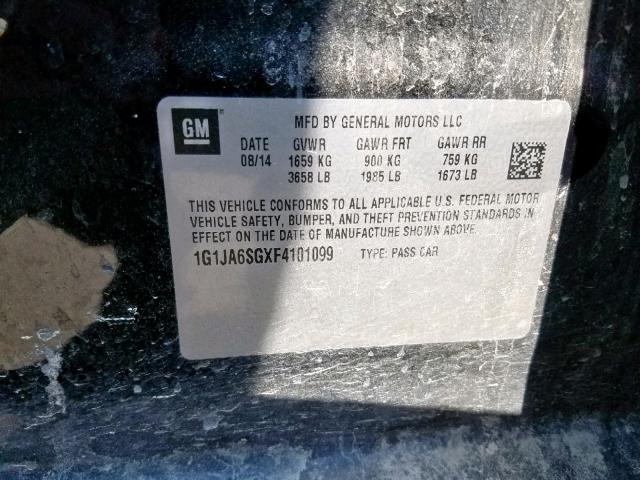 GM
MFD BY GENERAL MOTORS LLC
DATE GVWR GAWR FRT GAWR RR
08/14 1659 KG 900 KG 759 KG
3658 LB 1985 LB 1673 LB
THIS VEHICLE CONFORMS TO ALL APPLICABLE U.S. FEDERAL MOTOR
VEHICLE SAFETY, BUMPER, AND THEFT PREVENTION STANDARDS IN
EFFECT ON THE DATE OF MANUFACTURE SHOWN ABOVE.
1G1JA6SGXF4101099 TYPE: PASS CAR